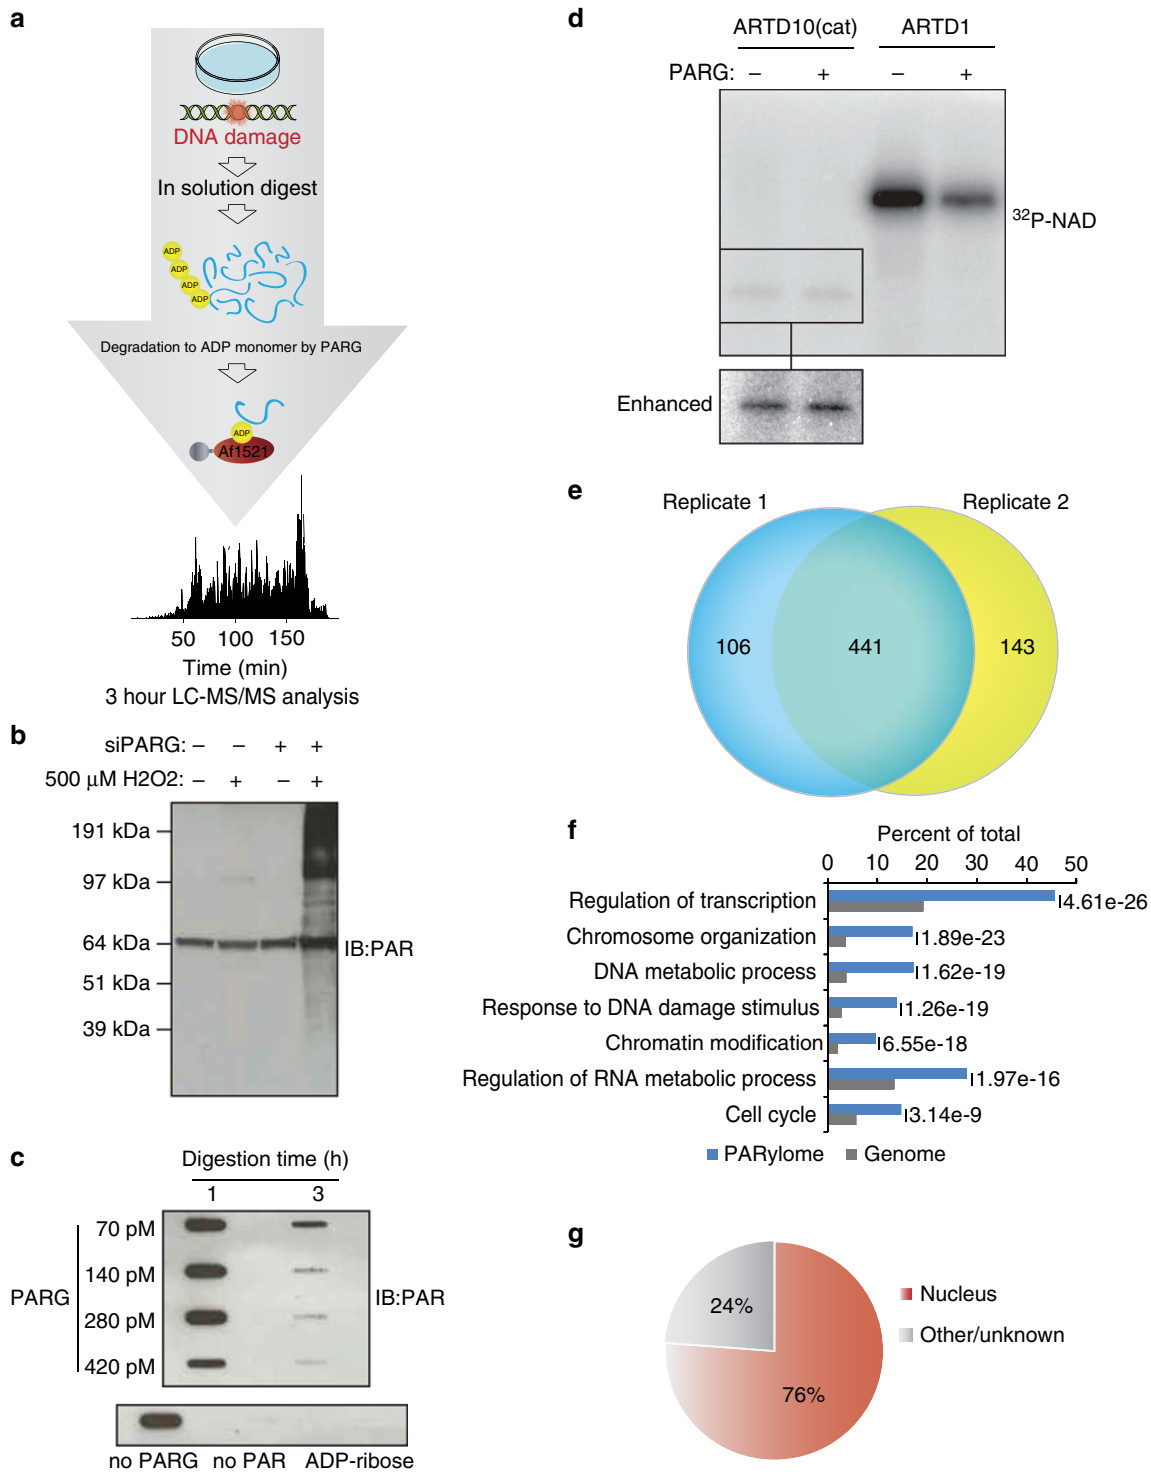 a
DNA damage
In solution digest
ADP
ADP
ADP
ADP
Degradation to ADP monomer by PARG
ADP
Af1521
50 100 150
Time (min)
3 hour LC-MS/MS analysis
b
siPARG: – – + +
500 µM H2O2: – + – +
191 kDa
97 kDa
64 kDa
51 kDa
39 kDa
IB:PAR
c
Digestion time (h)
1 3
PARG
70 pM
140 pM
280 pM
420 pM
IB:PAR
no PARG no PAR ADP-ribose
d
ARTD10(cat) ARTD1
PARG: – + – +
³²P-NAD
Enhanced
e
Replicate 1 Replicate 2
106 441 143
f
Percent of total
0 10 20 30 40 50
Regulation of transcription 4.61e-26
Chromosome organization 1.89e-23
DNA metabolic process 1.62e-19
Response to DNA damage stimulus 1.26e-19
Chromatin modification 6.55e-18
Regulation of RNA metabolic process 1.97e-16
Cell cycle 3.14e-9
PARylome Genome
g
24%
76%
Nucleus
Other/unknown